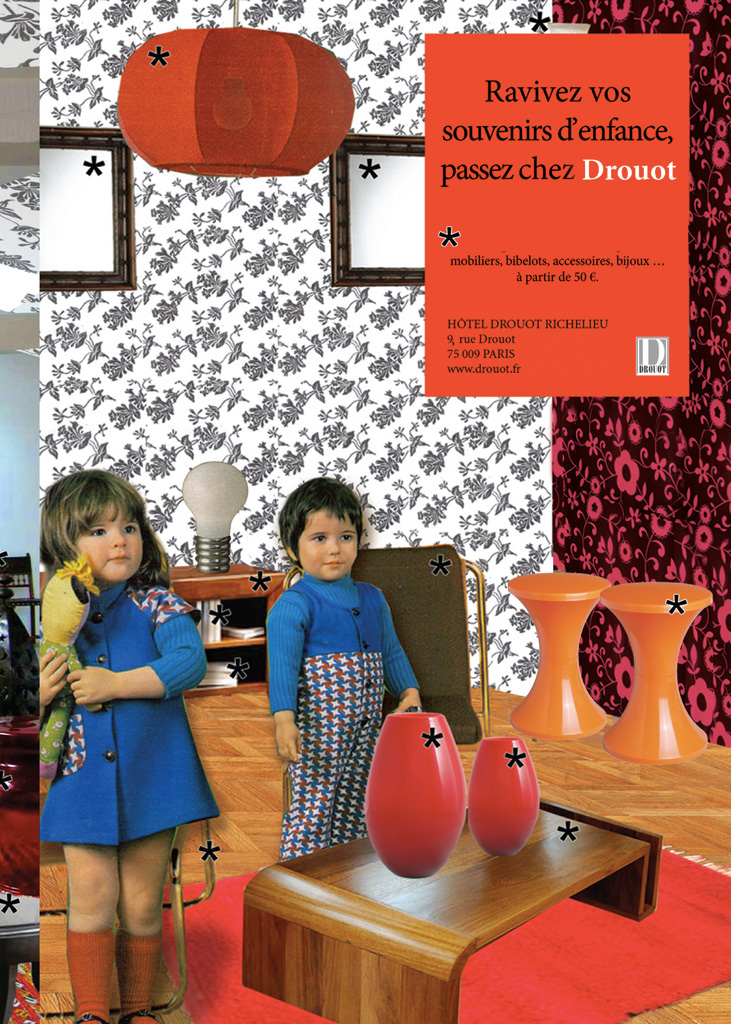 Ravivez vos
souvenirs d'enfance,
passez chez Drouot
*
mobiliers, bibelots, accessoires, bijoux ...
à partir de 50 €.
HÔTEL DROUOT RICHELIEU
9, rue Drouot
75 009 PARIS
www.drouot.fr
D
DROUOT